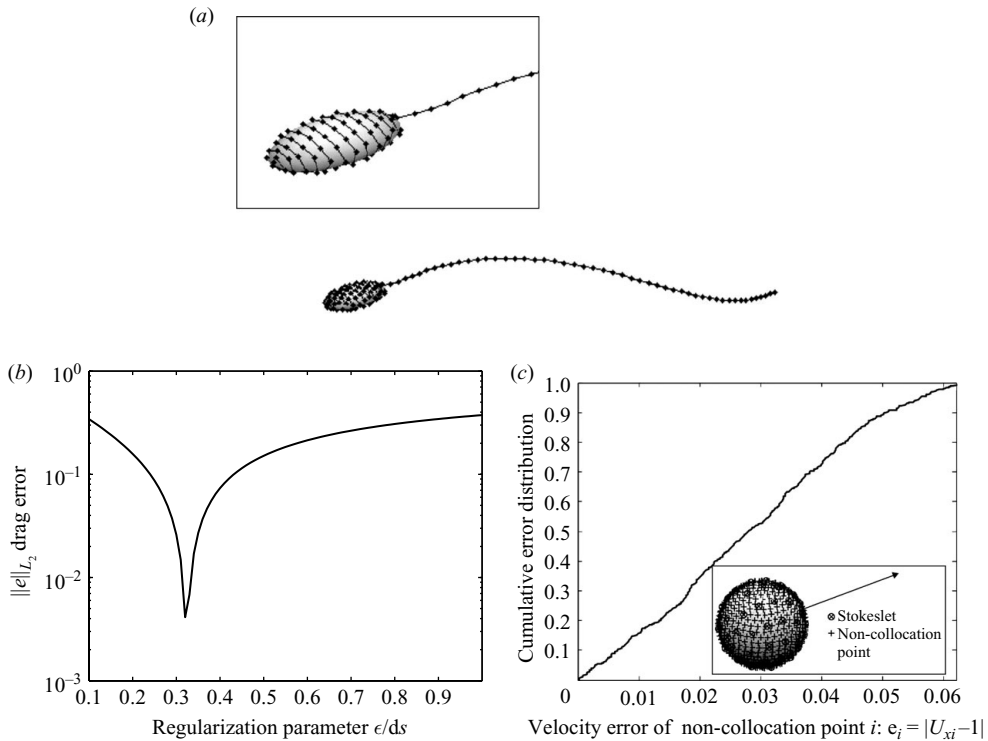 (a)
(b)
10^0
10^{-1}
10^{-2}
10^{-3}
||e||_{L_2} drag error
0.1 0.2 0.3 0.4 0.5 0.6 0.7 0.8 0.9
Regularization parameter ϵ/ds
(c)
1.0
0.9
0.8
0.7
0.6
0.5
0.4
0.3
0.2
0.1
Cumulative error distribution
Stokeslet
Non-collocation
point
0 0.01 0.02 0.03 0.04 0.05 0.06
Velocity error of non-collocation point i: e_i = |U_{xi}–1|